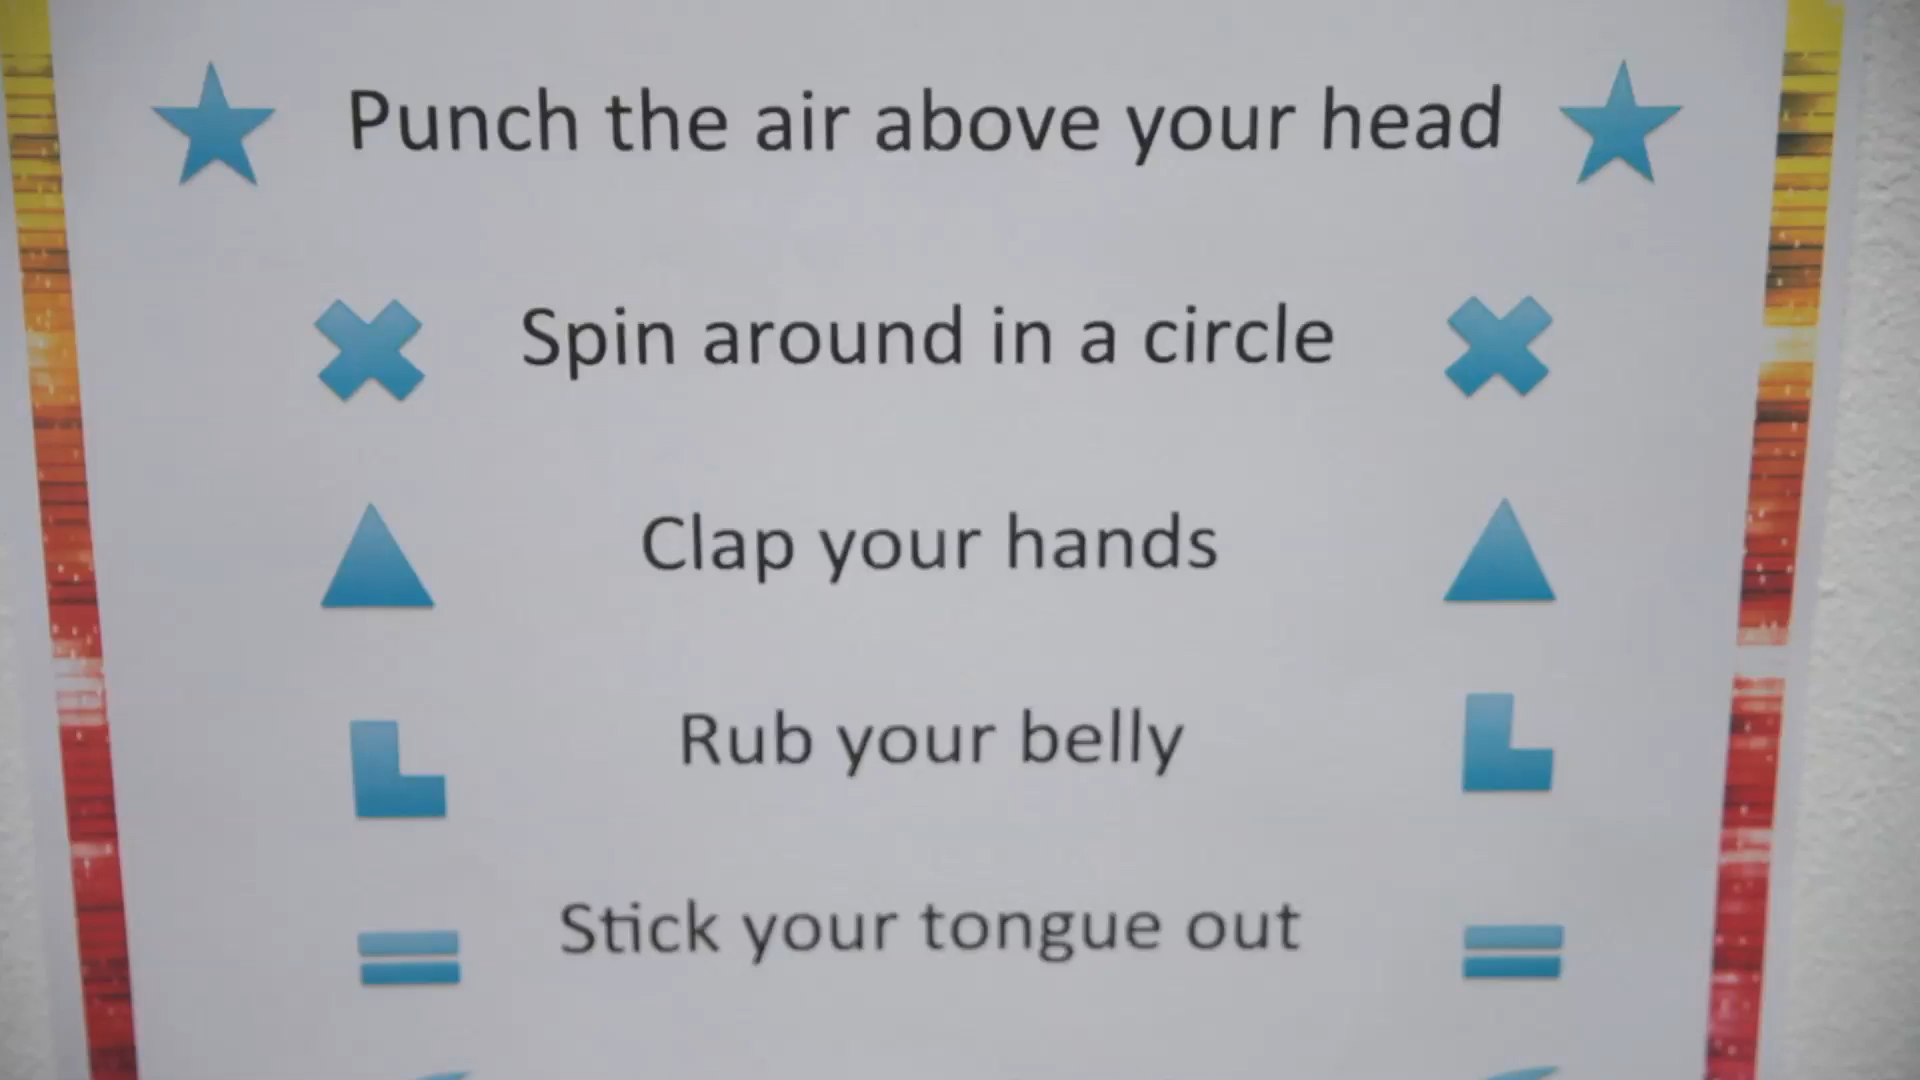 Punch the air above your head
Spin around in a circle
Clap your hands
Rub your belly
Stick your tongue out